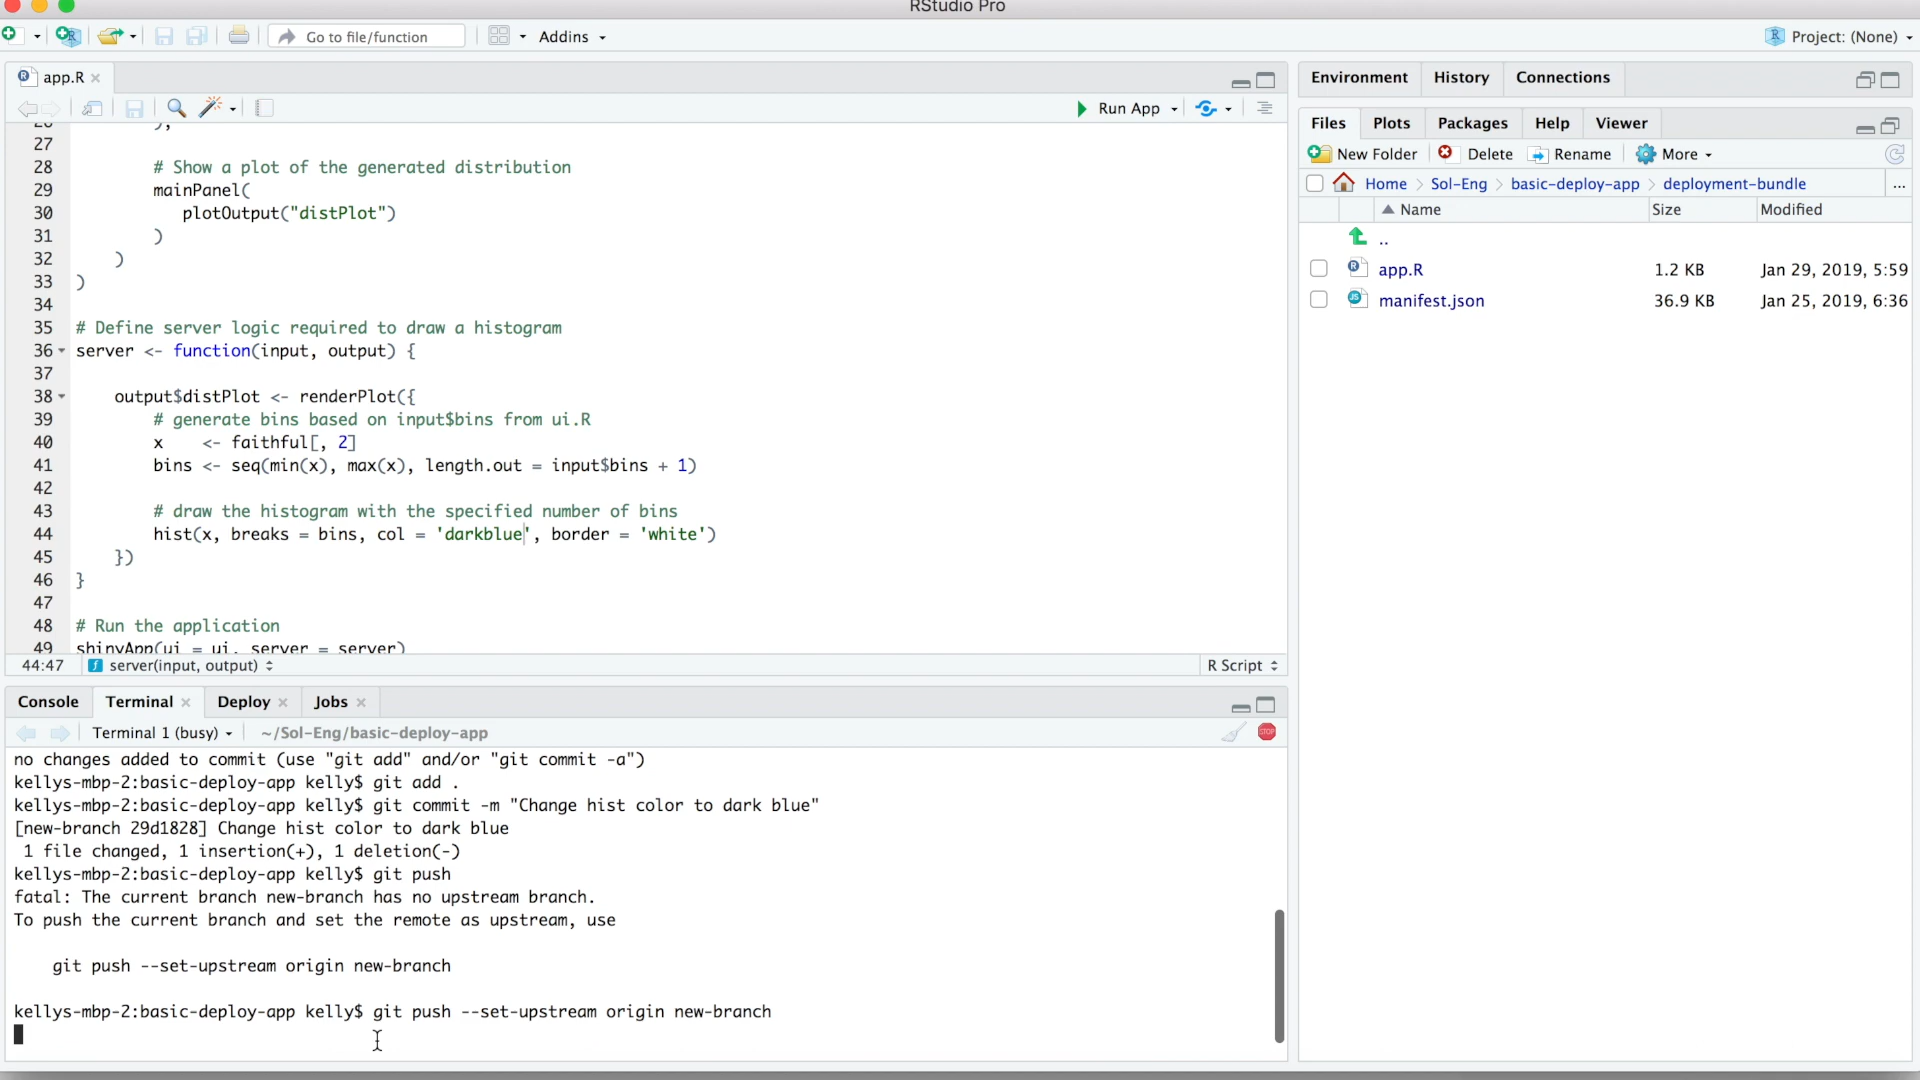 RStudio Pro
Go to file/function
Addins
Project: (None)
app.R
Run App
27
28 # Show a plot of the generated distribution
29 mainPanel(
30 plotOutput("distPlot")
31 )
32 )
33 )
34
35 # Define server logic required to draw a histogram
36 server <- function(input, output) {
37
38 output$distPlot <- renderPlot({
39 # generate bins based on input$bins from ui.R
40 x <- faithful[, 2]
41 bins <- seq(min(x), max(x), length.out = input$bins + 1)
42
43 # draw the histogram with the specified number of bins
44 hist(x, breaks = bins, col = 'darkblue', border = 'white')
45 })
46 }
47
48 # Run the application
49 shinyApp(ui = ui, server = server)
44:47 server(input, output) R Script
Console Terminal Deploy Jobs
Terminal 1 (busy) ~/Sol-Eng/basic-deploy-app
STOP
no changes added to commit (use "git add" and/or "git commit -a")
kellys-mbp-2:basic-deploy-app kelly$ git add .
kellys-mbp-2:basic-deploy-app kelly$ git commit -m "Change hist color to dark blue"
[new-branch 29d1828] Change hist color to dark blue
1 file changed, 1 insertion(+), 1 deletion(-)
kellys-mbp-2:basic-deploy-app kelly$ git push
fatal: The current branch new-branch has no upstream branch.
To push the current branch and set the remote as upstream, use
git push --set-upstream origin new-branch
kellys-mbp-2:basic-deploy-app kelly$ git push --set-upstream origin new-branch
Environment History Connections
Files Plots Packages Help Viewer
New Folder Delete Rename More
Home > Sol-Eng > basic-deploy-app > deployment-bundle ...
Name Size Modified
..
app.R 1.2 KB Jan 29, 2019, 5:59
manifest.json 36.9 KB Jan 25, 2019, 6:36